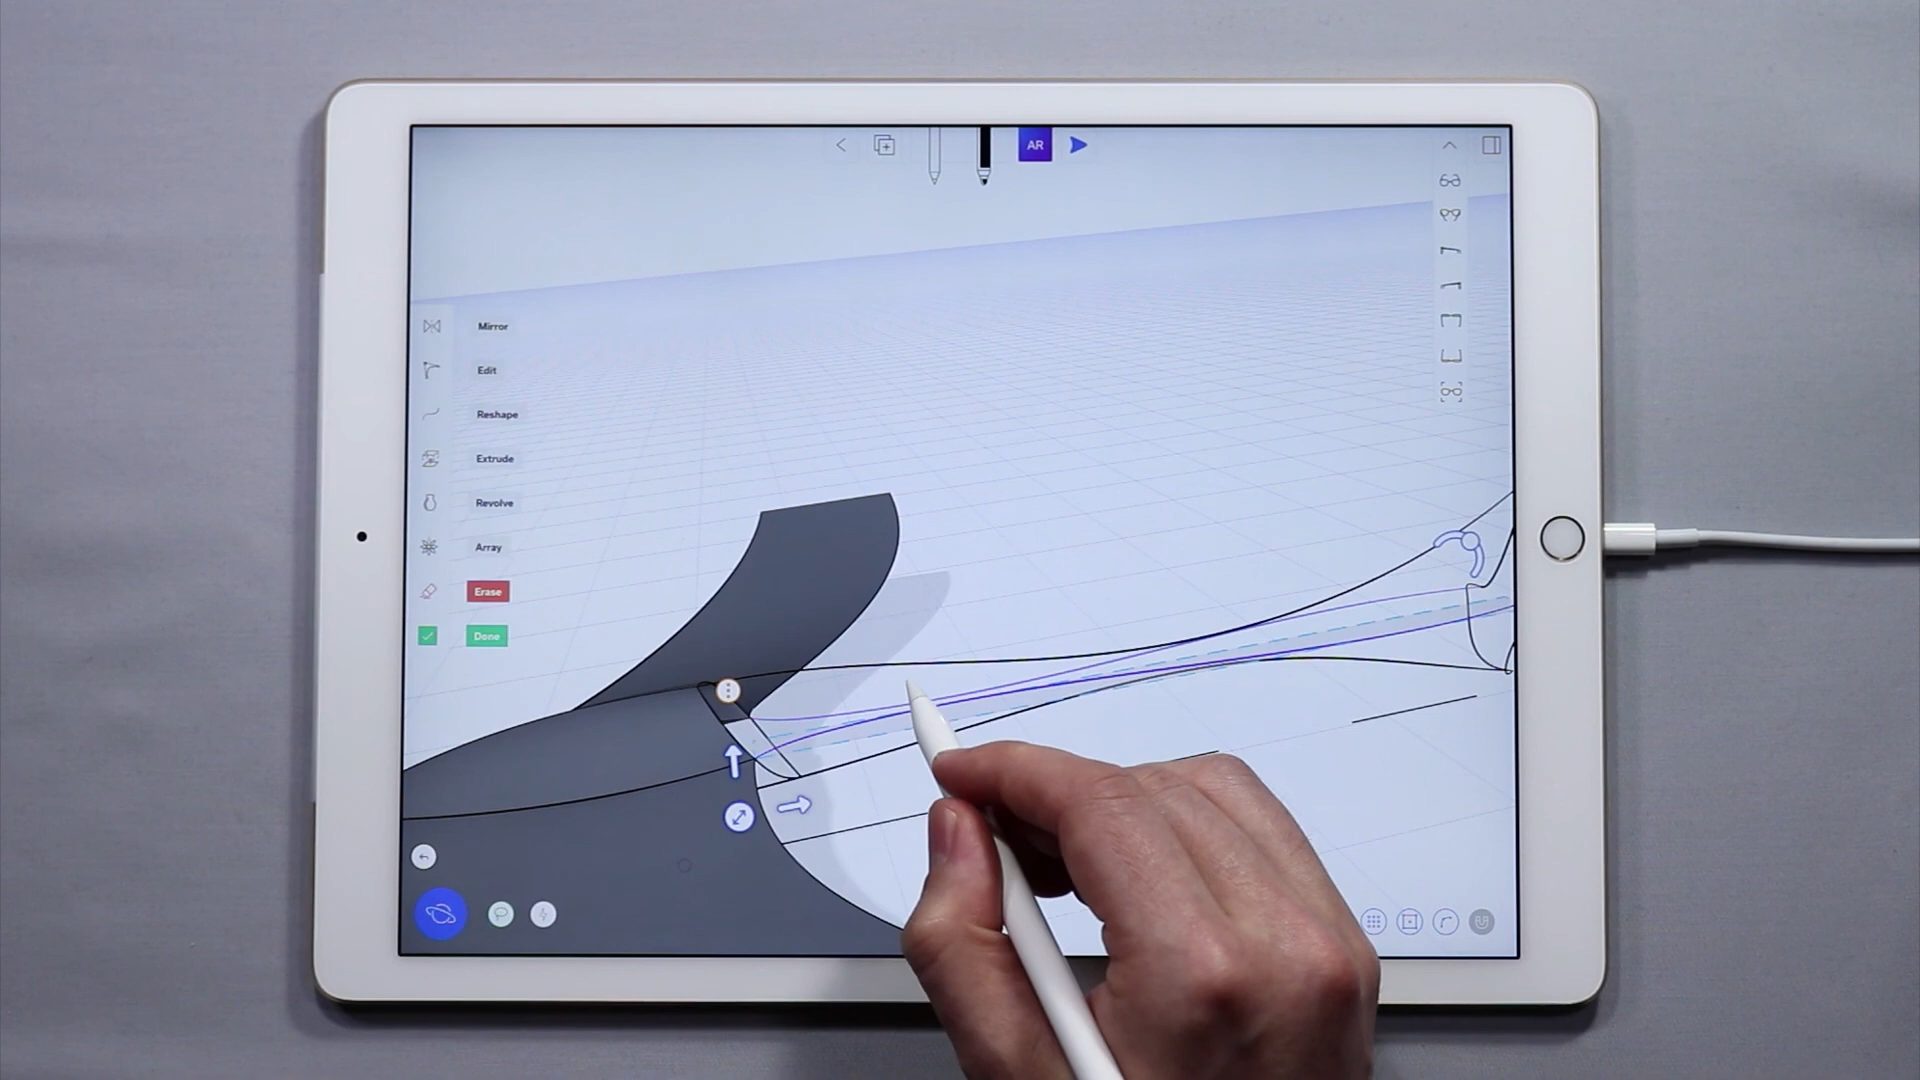 AR
Mirror
Edit
Reshape
Extrude
Revolve
Array
Erase
Done